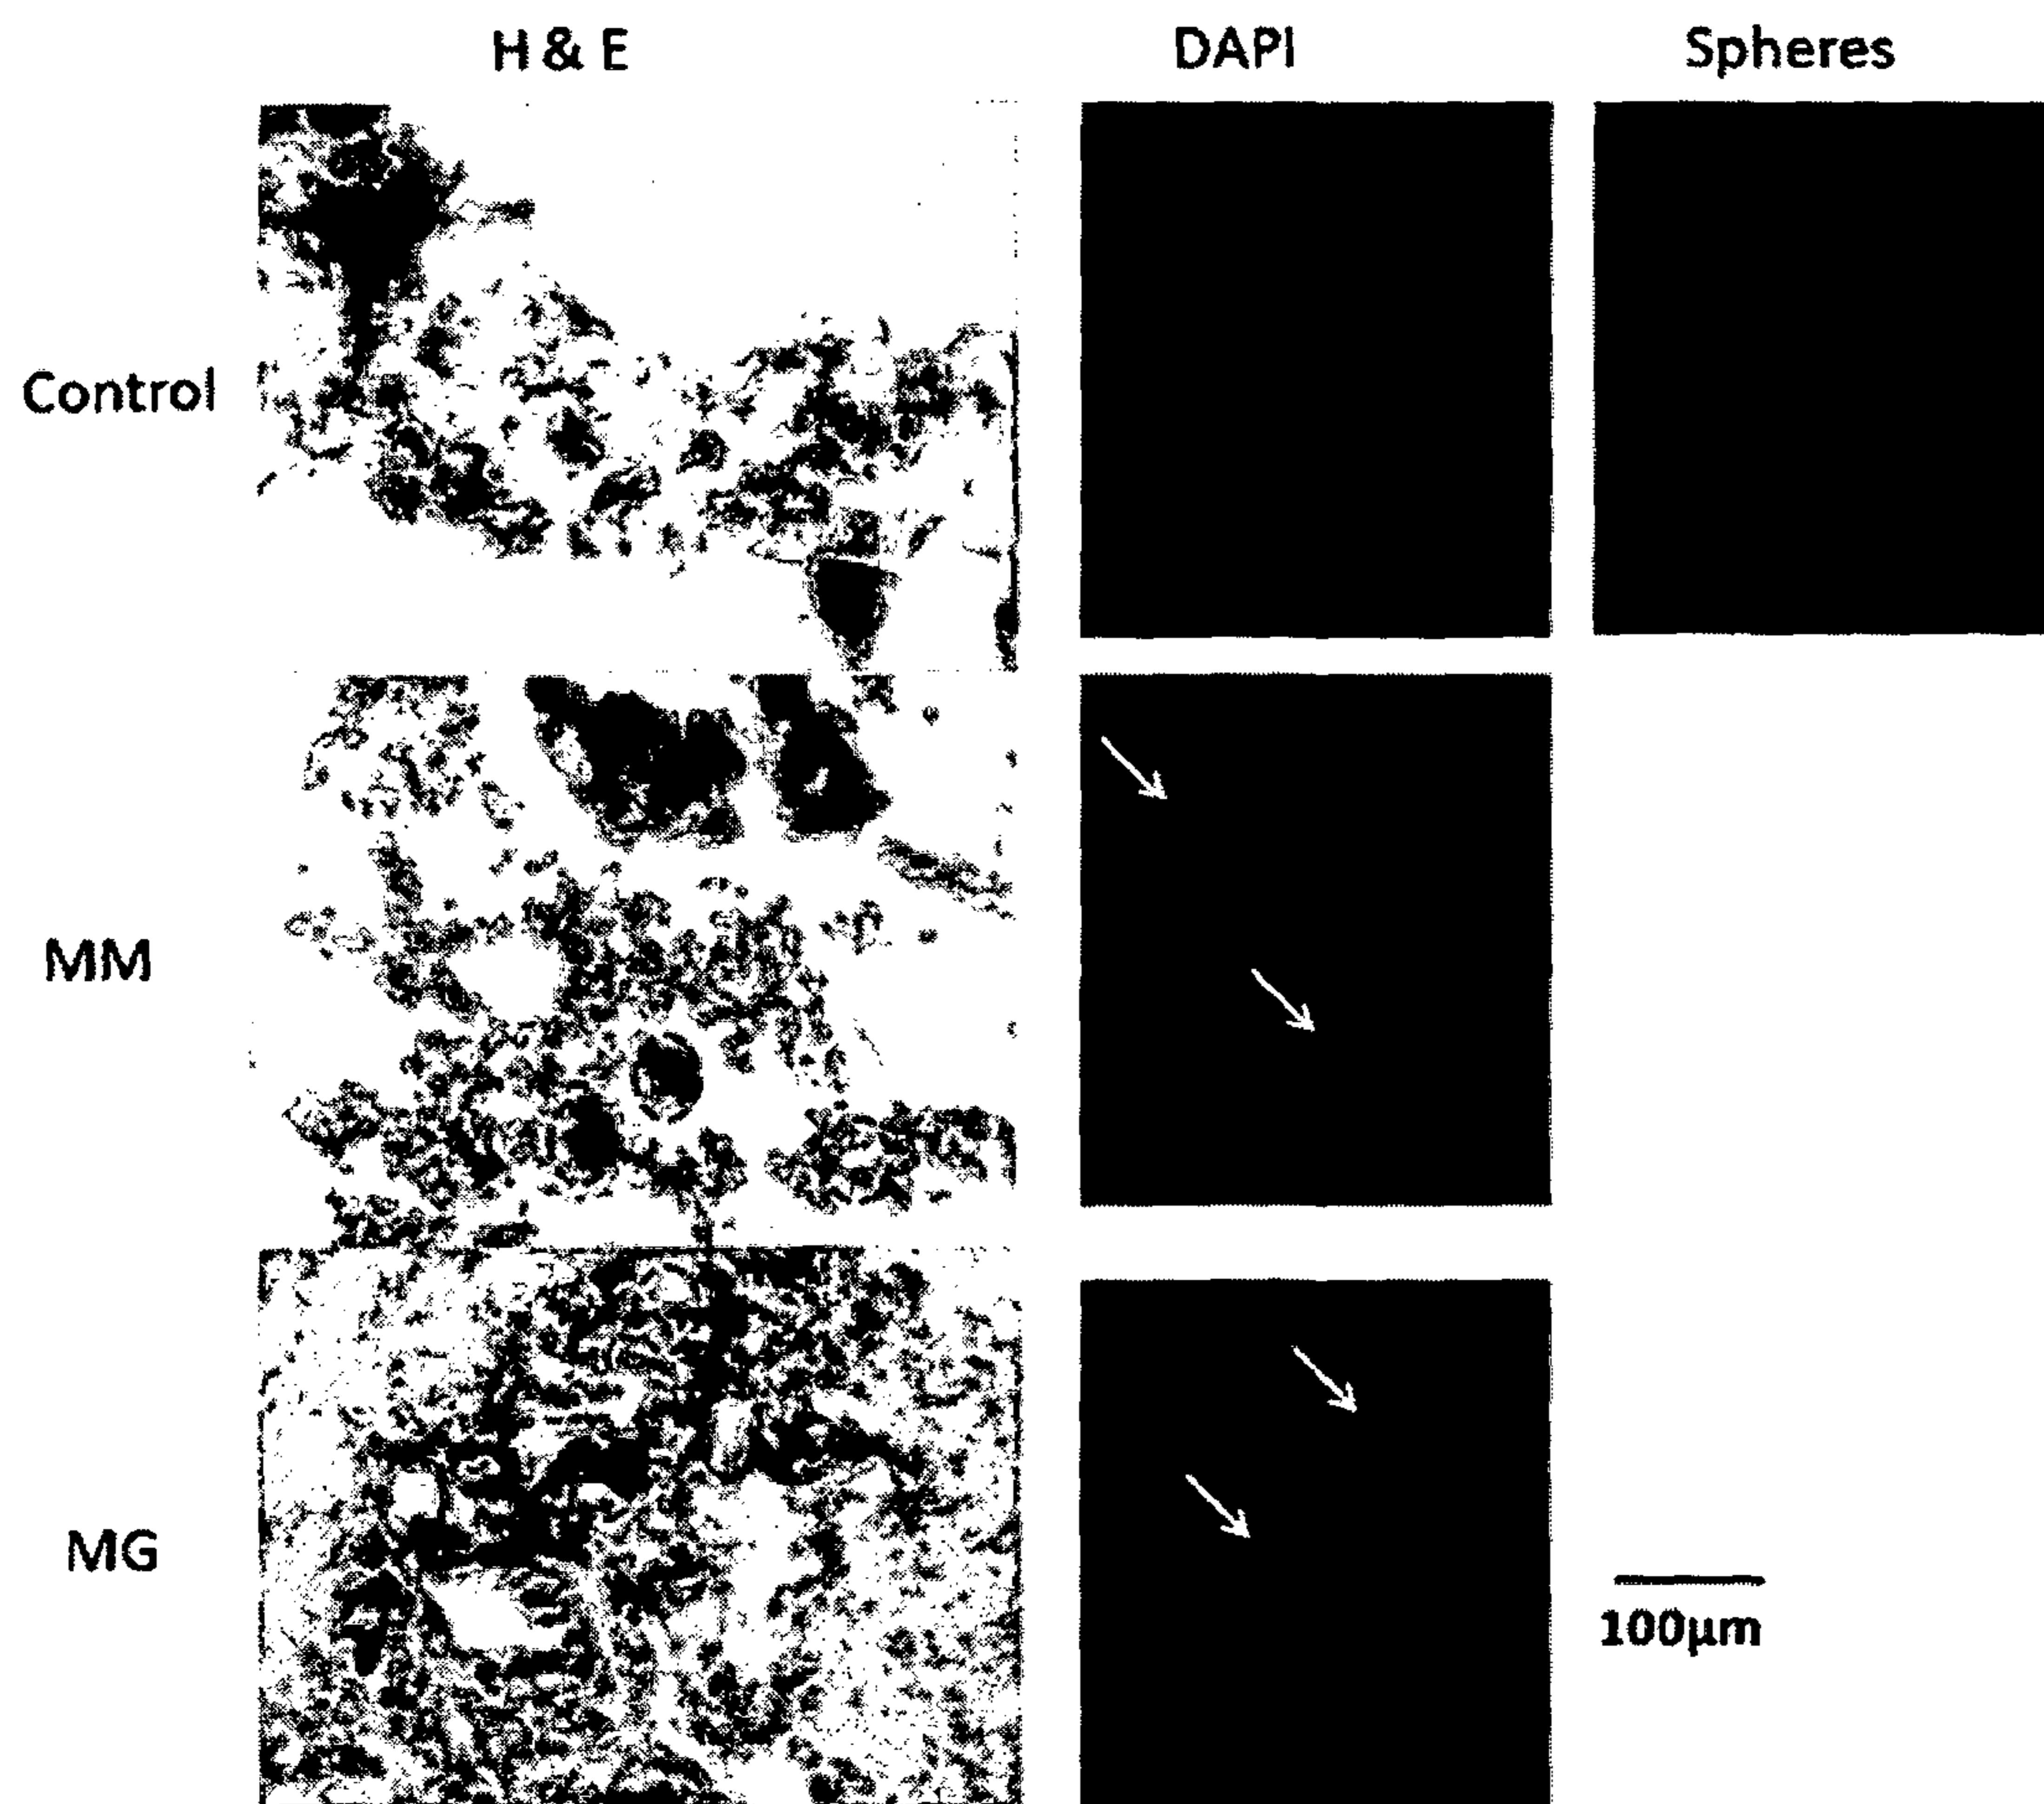 H & E DAPI Spheres
Control
MM
MG
100µm